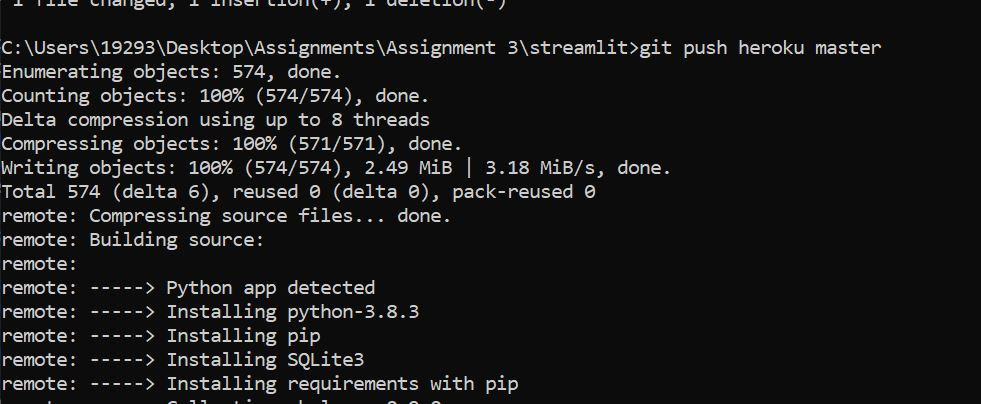 1 file changed, 1 insertion(+), 1 deletion(-)
C:\Users\19293\Desktop\Assignments\Assignment 3\streamlit>git push heroku master
Enumerating objects: 574, done.
Counting objects: 100% (574/574), done.
Delta compression using up to 8 threads
Compressing objects: 100% (571/571), done.
Writing objects: 100% (574/574), 2.49 MiB | 3.18 MiB/s, done.
Total 574 (delta 6), reused 0 (delta 0), pack-reused 0
remote: Compressing source files... done.
remote: Building source:
remote:
remote: -----> Python app detected
remote: -----> Installing python-3.8.3
remote: -----> Installing pip
remote: -----> Installing SQLite3
remote: -----> Installing requirements with pip